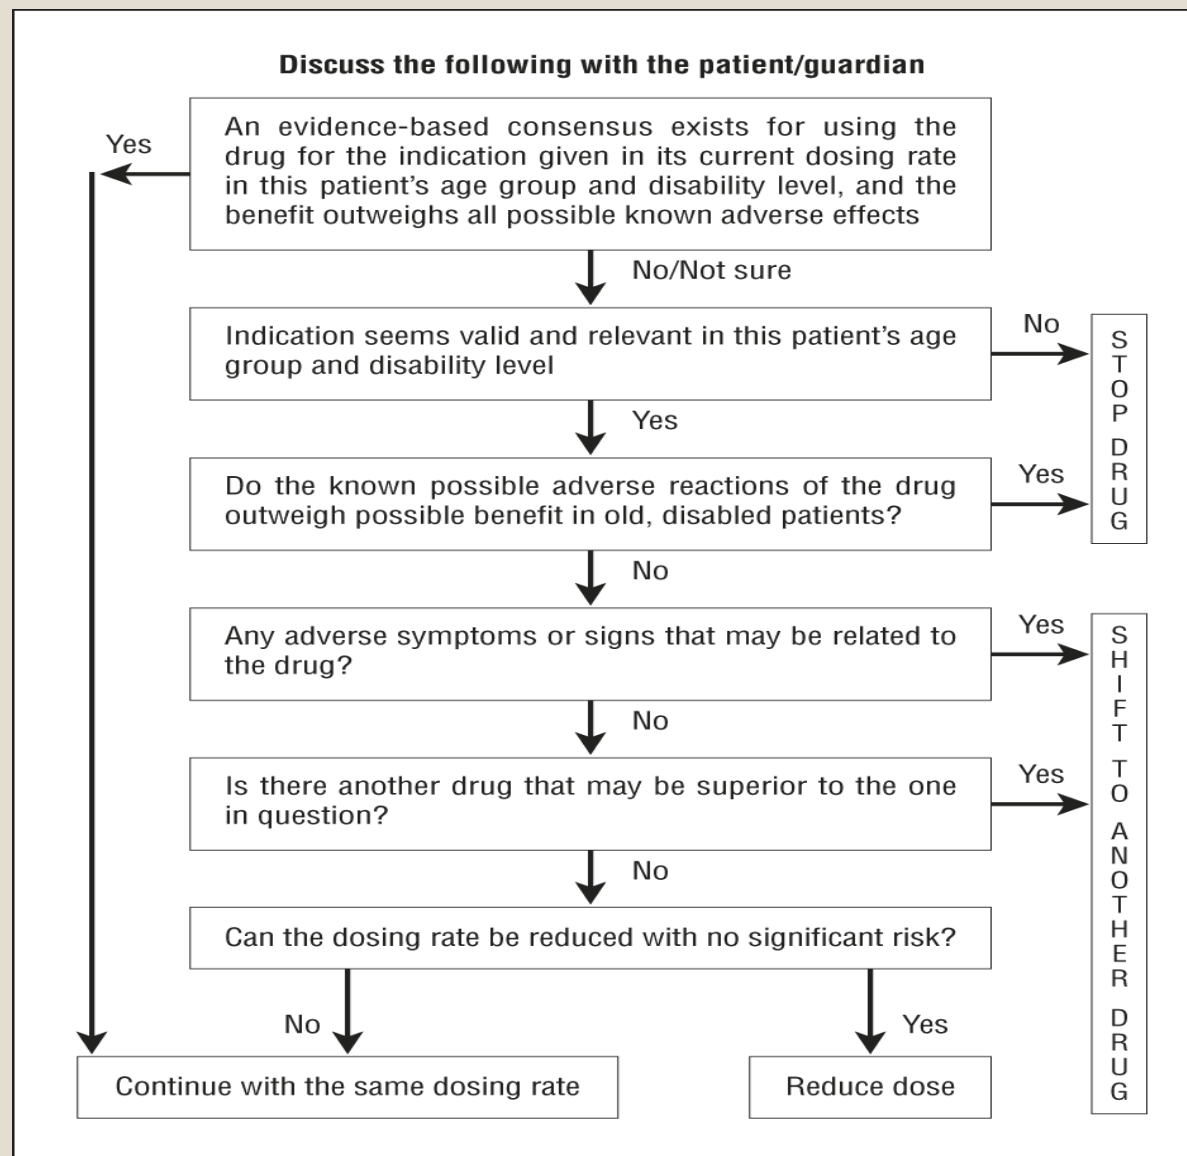 Discuss the following with the patient/guardian
Yes
An evidence-based consensus exists for using the
drug for the indication given in its current dosing rate
in this patient's age group and disability level, and the
benefit outweighs all possible known adverse effects
No/Not sure
Indication seems valid and relevant in this patient's age
group and disability level
No
STOP DRUG
Yes
Do the known possible adverse reactions of the drug
outweigh possible benefit in old, disabled patients?
Yes
No
Any adverse symptoms or signs that may be related to
the drug?
Yes
SHIFT TO ANOTHER DRUG
No
Is there another drug that may be superior to the one
in question?
Yes
No
Can the dosing rate be reduced with no significant risk?
No
Yes
Continue with the same dosing rate
Reduce dose